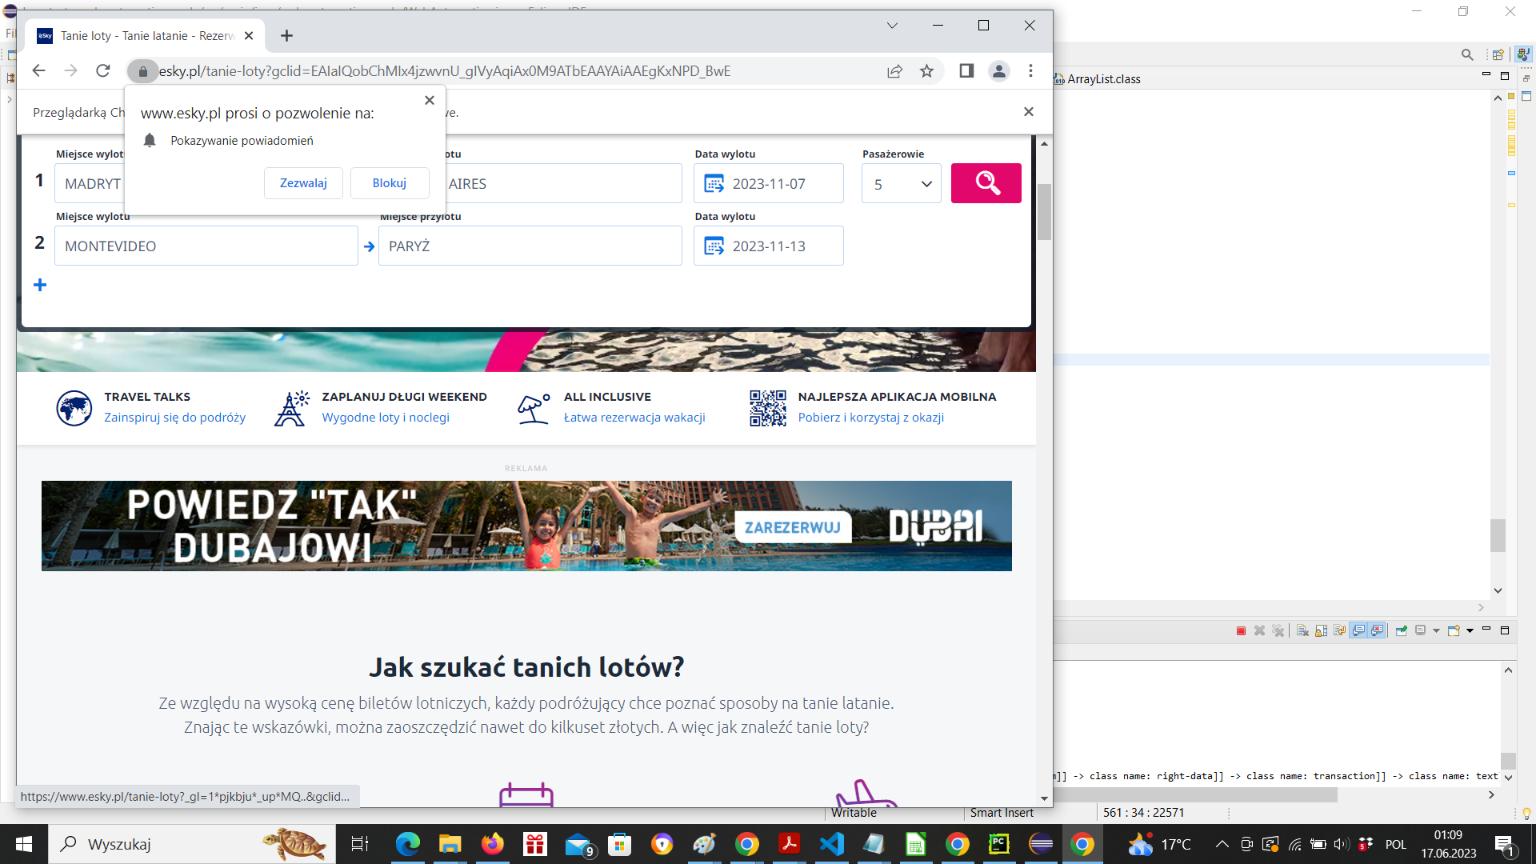 Tanie loty - Tanie latanie - Rezerw
esky.pl/tanie-loty?gclid=EAIaIQobChMIx4jzwvnU_gIVyAqiAx0M9ATbEAAYAiAAEgKxNPD_BwE
ArrayList.class
Przeglądarką Ch
ve.
www.esky.pl prosi o pozwolenie na:
Pokazywanie powiadomień
Zezwalaj
Blokuj
Miejsce wylotu
lotu
Data wylotu
Pasażerowie
1
MADRYT
AIRES
2023-11-07
5
Miejsce wylotu
Miejsce przylotu
Data wylotu
2
MONTEVIDEO
PARYŻ
2023-11-13
TRAVEL TALKS
Zainspiruj się do podróży
ZAPLANUJ DŁUGI WEEKEND
Wygodne loty i noclegi
ALL INCLUSIVE
Łatwa rezerwacja wakacji
NAJLEPSZA APLIKACJA MOBILNA
Pobierz i korzystaj z okazji
REKLAMA
POWIEDZ "TAK"
DUBAJOWI
ZAREZERWUJ
DUBAI
Jak szukać tanich lotów?
Ze względu na wysoką cenę biletów lotniczych, każdy podróżujący chce poznać sposoby na tanie latanie.
Znając te wskazówki, można zaoszczędzić nawet do kilkuset złotych. A więc jak znaleźć tanie loty?
m]] -> class name: right-data]] -> class name: transaction]] -> class name: text
https://www.esky.pl/tanie-loty?_gl=1*pjkbju*_up*MQ..&gclid...
Writable
Smart Insert
561 : 34 : 22571
Wyszukaj
9
17°C
POL
01:09
17.06.2023
1